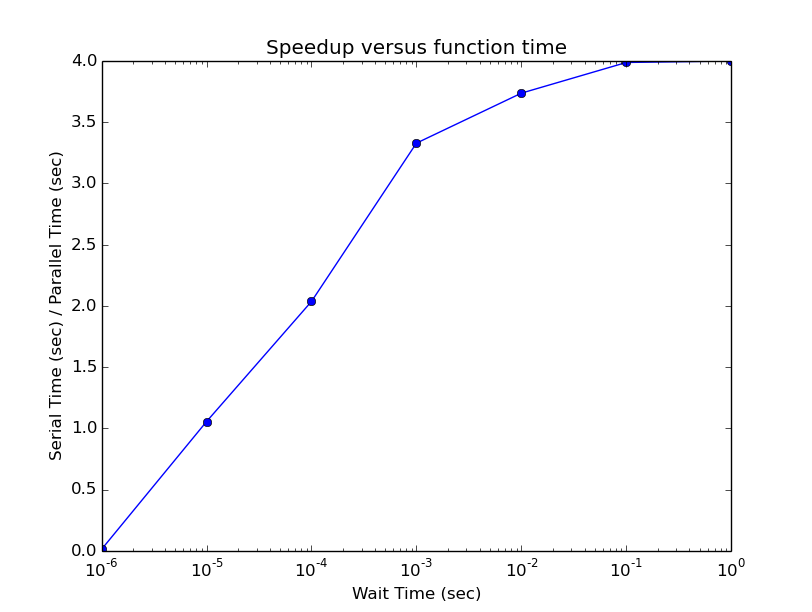 Speedup versus function time
Serial Time (sec) / Parallel Time (sec)
4.0
3.5
3.0
2.5
2.0
1.5
1.0
0.5
0.0
10^-6 10^-5 10^-4 10^-3 10^-2 10^-1 10^0
Wait Time (sec)